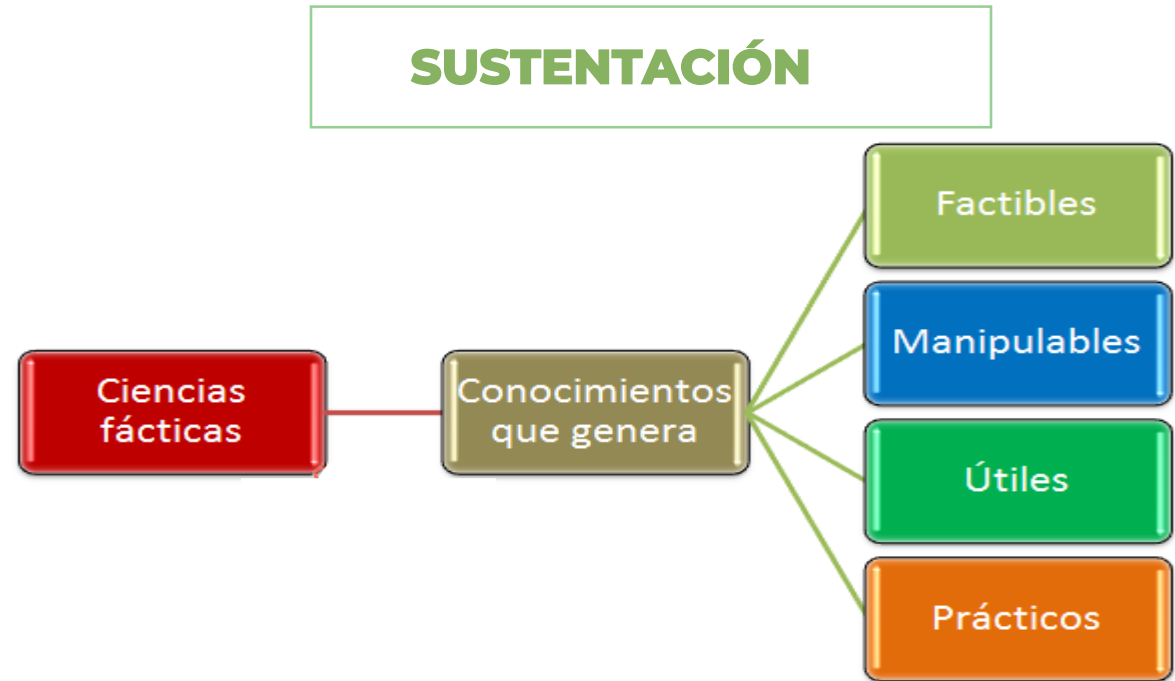 SUSTENTACIÓN
Ciencias
fácticas
Conocimientos
que genera
Factibles
Manipulables
Útiles
Prácticos